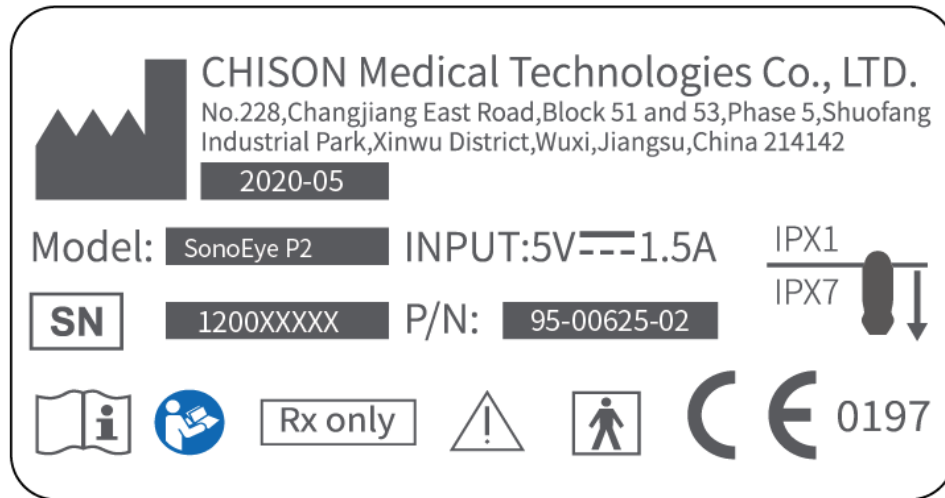 CHISON Medical Technologies Co., LTD.
No.228,Changjiang East Road,Block 51 and 53,Phase 5,Shuofang
Industrial Park,Xinwu District,Wuxi,Jiangsu,China 214142
2020-05
Model: SonoEye P2 INPUT:5V⎓1.5A
IPX1
IPX7
SN 1200XXXXX P/N: 95-00625-02
i Rx only ! CE 0197